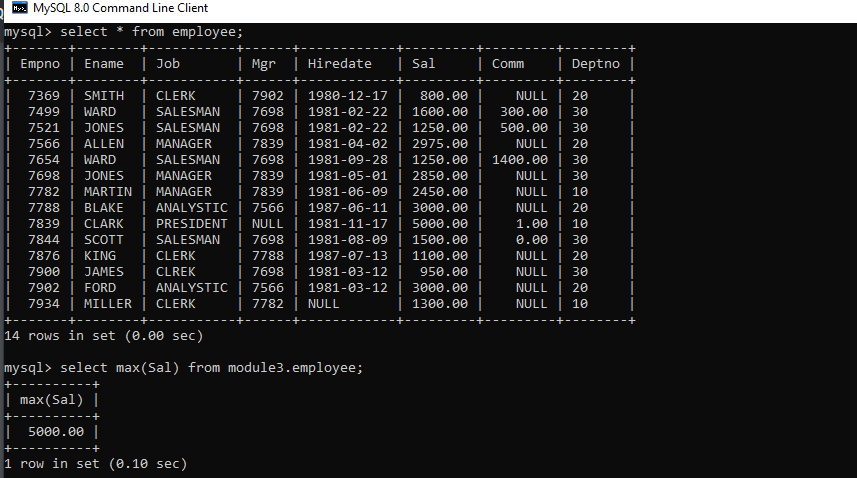 MySQL 8.0 Command Line Client
mysql> select * from employee;
+-------+--------+-----------+------+------------+---------+---------+--------+
| Empno | Ename  | Job       | Mgr  | Hiredate   | Sal     | Comm    | Deptno |
+-------+--------+-----------+------+------------+---------+---------+--------+
|  7369 | SMITH  | CLERK     | 7902 | 1980-12-17 |  800.00 |    NULL | 20     |
|  7499 | WARD   | SALESMAN  | 7698 | 1981-02-22 | 1600.00 |  300.00 | 30     |
|  7521 | JONES  | SALESMAN  | 7698 | 1981-02-22 | 1250.00 |  500.00 | 30     |
|  7566 | ALLEN  | MANAGER   | 7839 | 1981-04-02 | 2975.00 |    NULL | 20     |
|  7654 | WARD   | SALESMAN  | 7698 | 1981-09-28 | 1250.00 | 1400.00 | 30     |
|  7698 | JONES  | MANAGER   | 7839 | 1981-05-01 | 2850.00 |    NULL | 30     |
|  7782 | MARTIN | MANAGER   | 7839 | 1981-06-09 | 2450.00 |    NULL | 10     |
|  7788 | BLAKE  | ANALYSTIC | 7566 | 1987-06-11 | 3000.00 |    NULL | 20     |
|  7839 | CLARK  | PRESIDENT | NULL | 1981-11-17 | 5000.00 |    1.00 | 10     |
|  7844 | SCOTT  | SALESMAN  | 7698 | 1981-08-09 | 1500.00 |    0.00 | 30     |
|  7876 | KING   | CLERK     | 7788 | 1987-07-13 | 1100.00 |    NULL | 20     |
|  7900 | JAMES  | CLREK     | 7698 | 1981-03-12 |  950.00 |    NULL | 30     |
|  7902 | FORD   | ANALYSTIC | 7566 | 1981-03-12 | 3000.00 |    NULL | 20     |
|  7934 | MILLER | CLERK     | 7782 | NULL       | 1300.00 |    NULL | 10     |
+-------+--------+-----------+------+------------+---------+---------+--------+
14 rows in set (0.00 sec)
mysql> select max(Sal) from module3.employee;
+----------+
| max(Sal) |
+----------+
|  5000.00 |
+----------+
1 row in set (0.10 sec)